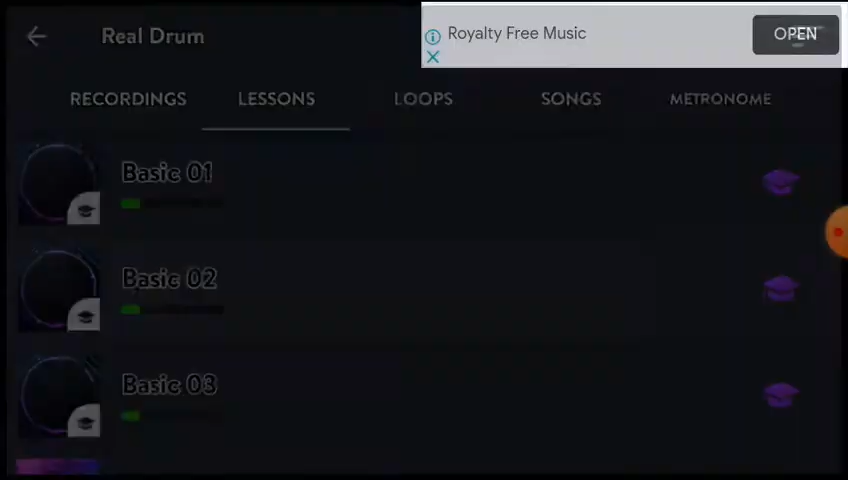 Real Drum
Royalty Free Music
OPEN
RECORDINGS
LESSONS
LOOPS
SONGS
METRONOME
Basic 01
Basic 02
Basic 03